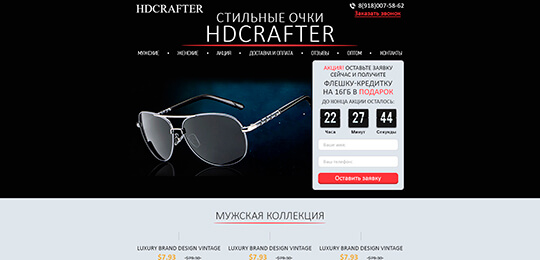 HDCRAFTER
8(918)007-58-62
Заказать звонок
СТИЛЬНЫЕ ОЧКИ
HDCRAFTER
МУЖСКИЕ • ЖЕНСКИЕ • АКЦИЯ • ДОСТАВКА И ОПЛАТА • ОТЗЫВЫ • ОПТОМ • КОНТАКТЫ
АКЦИЯ! ОСТАВЬТЕ ЗАЯВКУ
СЕЙЧАС И ПОЛУЧИТЕ
ФЛЕШКУ-КРЕДИТКУ
НА 16ГБ В ПОДАРОК
ДО КОНЦА АКЦИИ ОСТАЛОСЬ:
22 27 44
Часа Минут Секунды
Ваше имя
Ваш телефон
Оставить заявку
МУЖСКАЯ КОЛЛЕКЦИЯ
LUXURY BRAND DESIGN VINTAGE LUXURY BRAND DESIGN VINTAGE LUXURY BRAND DESIGN VINTAGE
$7.93 $7.93 $7.93